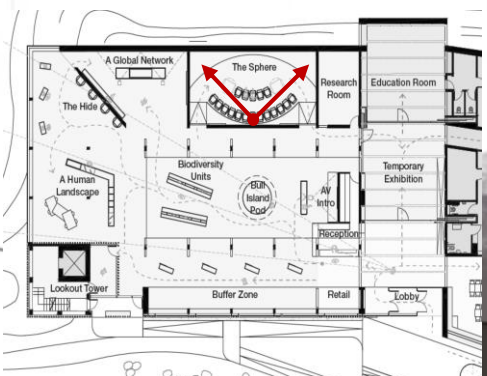 A Global Network
The Sphere
The Hide
Research
Room
Education Room
Biodiversity
Units
Bull
Island
Pod
A Human
Landscape
AV
Intro
Temporary
Exhibition
Reception
Lookout Tower
Buffer Zone
Retail
Lobby